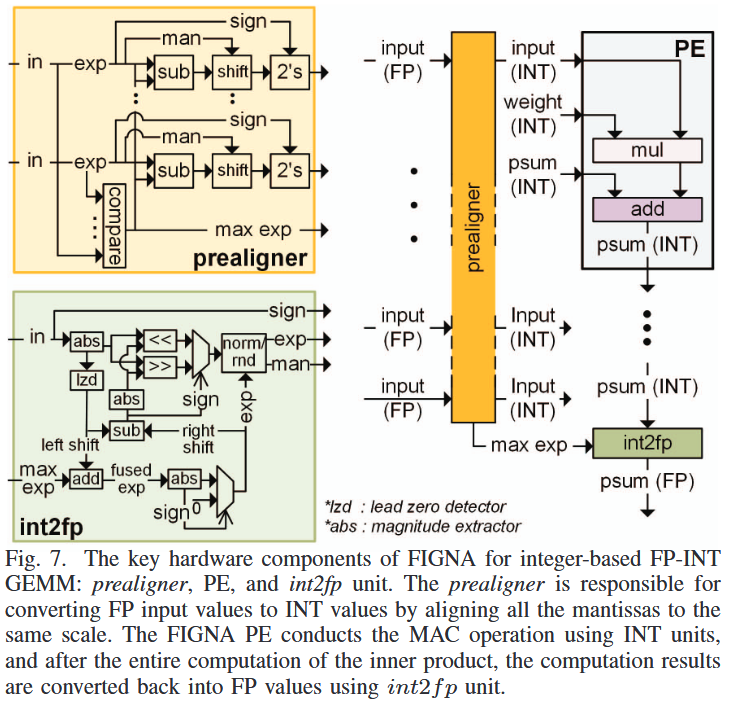 sign
man
in
exp
sub
shift
2's
sign
man
in
exp
sub
shift
2's
compare
max exp
prealigner
in
abs
<<
>>
lzd
abs
sign
norm/
rnd
sign
exp
man
exp
sub
left shift
right
shift
max
exp
add
fused
exp
abs
sign
0
int2fp
input
(FP)
input
(INT)
PE
weight
(INT)
mul
psum
(INT)
add
psum (INT)
prealigner
input
(FP)
Input
(INT)
input
(FP)
Input
(INT)
psum (INT)
max exp
int2fp
psum (FP)
*lzd : lead zero detector
*abs : magnitude extractor
Fig. 7. The key hardware components of FIGNA for integer-based FP-INT
GEMM: prealigner, PE, and int2fp unit. The prealigner is responsible for
converting FP input values to INT values by aligning all the mantissas to the
same scale. The FIGNA PE conducts the MAC operation using INT units,
and after the entire computation of the inner product, the computation results
are converted back into FP values using int2fp unit.